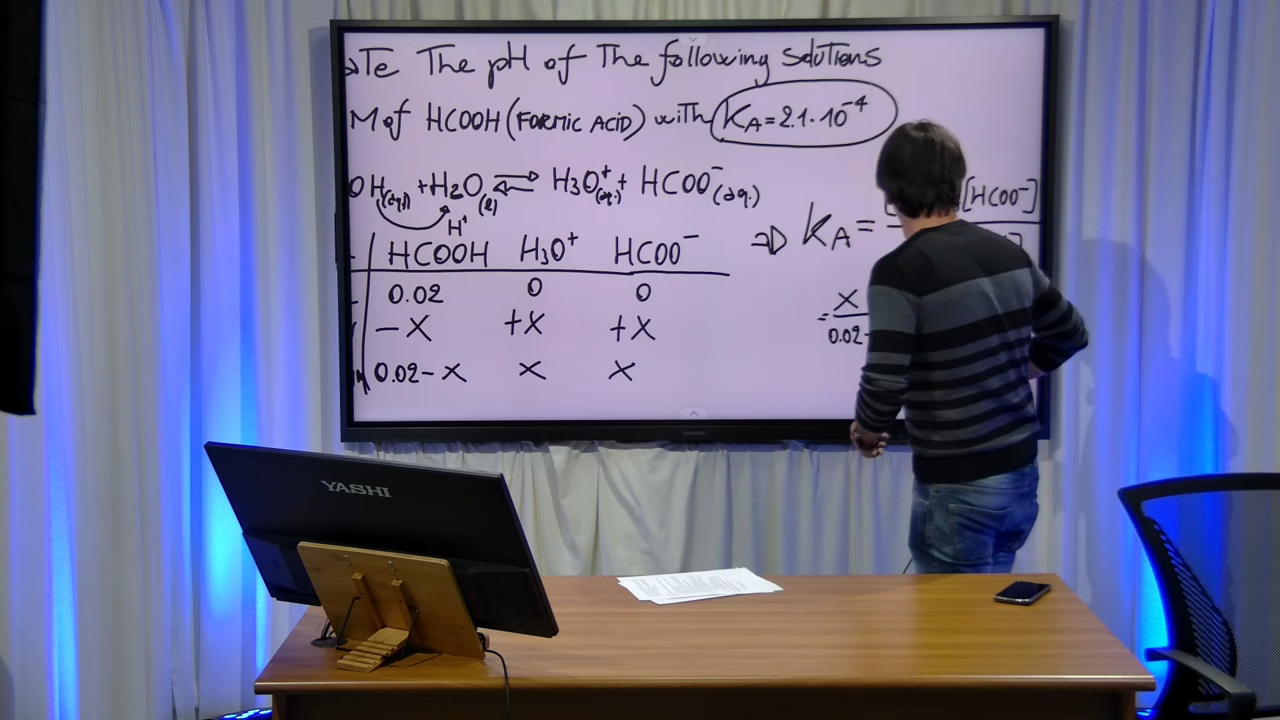 Te The pH of The following solutions
M of HCOOH (FORMIC ACID) with KA = 2.1 · 10⁻⁴
OH(aq.) + H2O(l) ⇌ H3O⁺(aq.) + HCOO⁻(aq.)
H⁺
HCOOH H3O⁺ HCOO⁻
0.02 0 0
-X +X +X
0.02-X X X
⇒ KA = [HCOO⁻]
= X
0.02-
YASHI